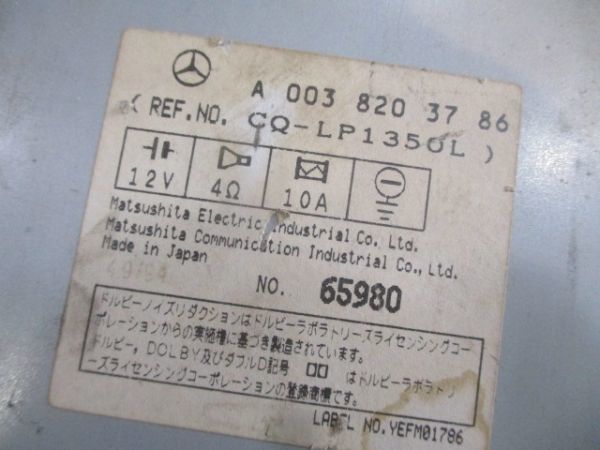 A 003 820 37 86
( REF.NO. CQ-LP1350L )
12V 4Ω 10A
Matsushita Electric Industrial Co. Ltd.
Matsushita Communication Industrial Co., Ltd.
Made in Japan
NO. 65980
ドルビーノイズリダクションはドルビーラボラトリーズライセンシングコー
ポレーションからの実施権に基づき製造されています。
ドルビー,DOLBY及びダブルD記号 はドルビーラボラトリ
ーズライセンシングコーポレーションの登録商標です。
LABEL NO.YEFM01786